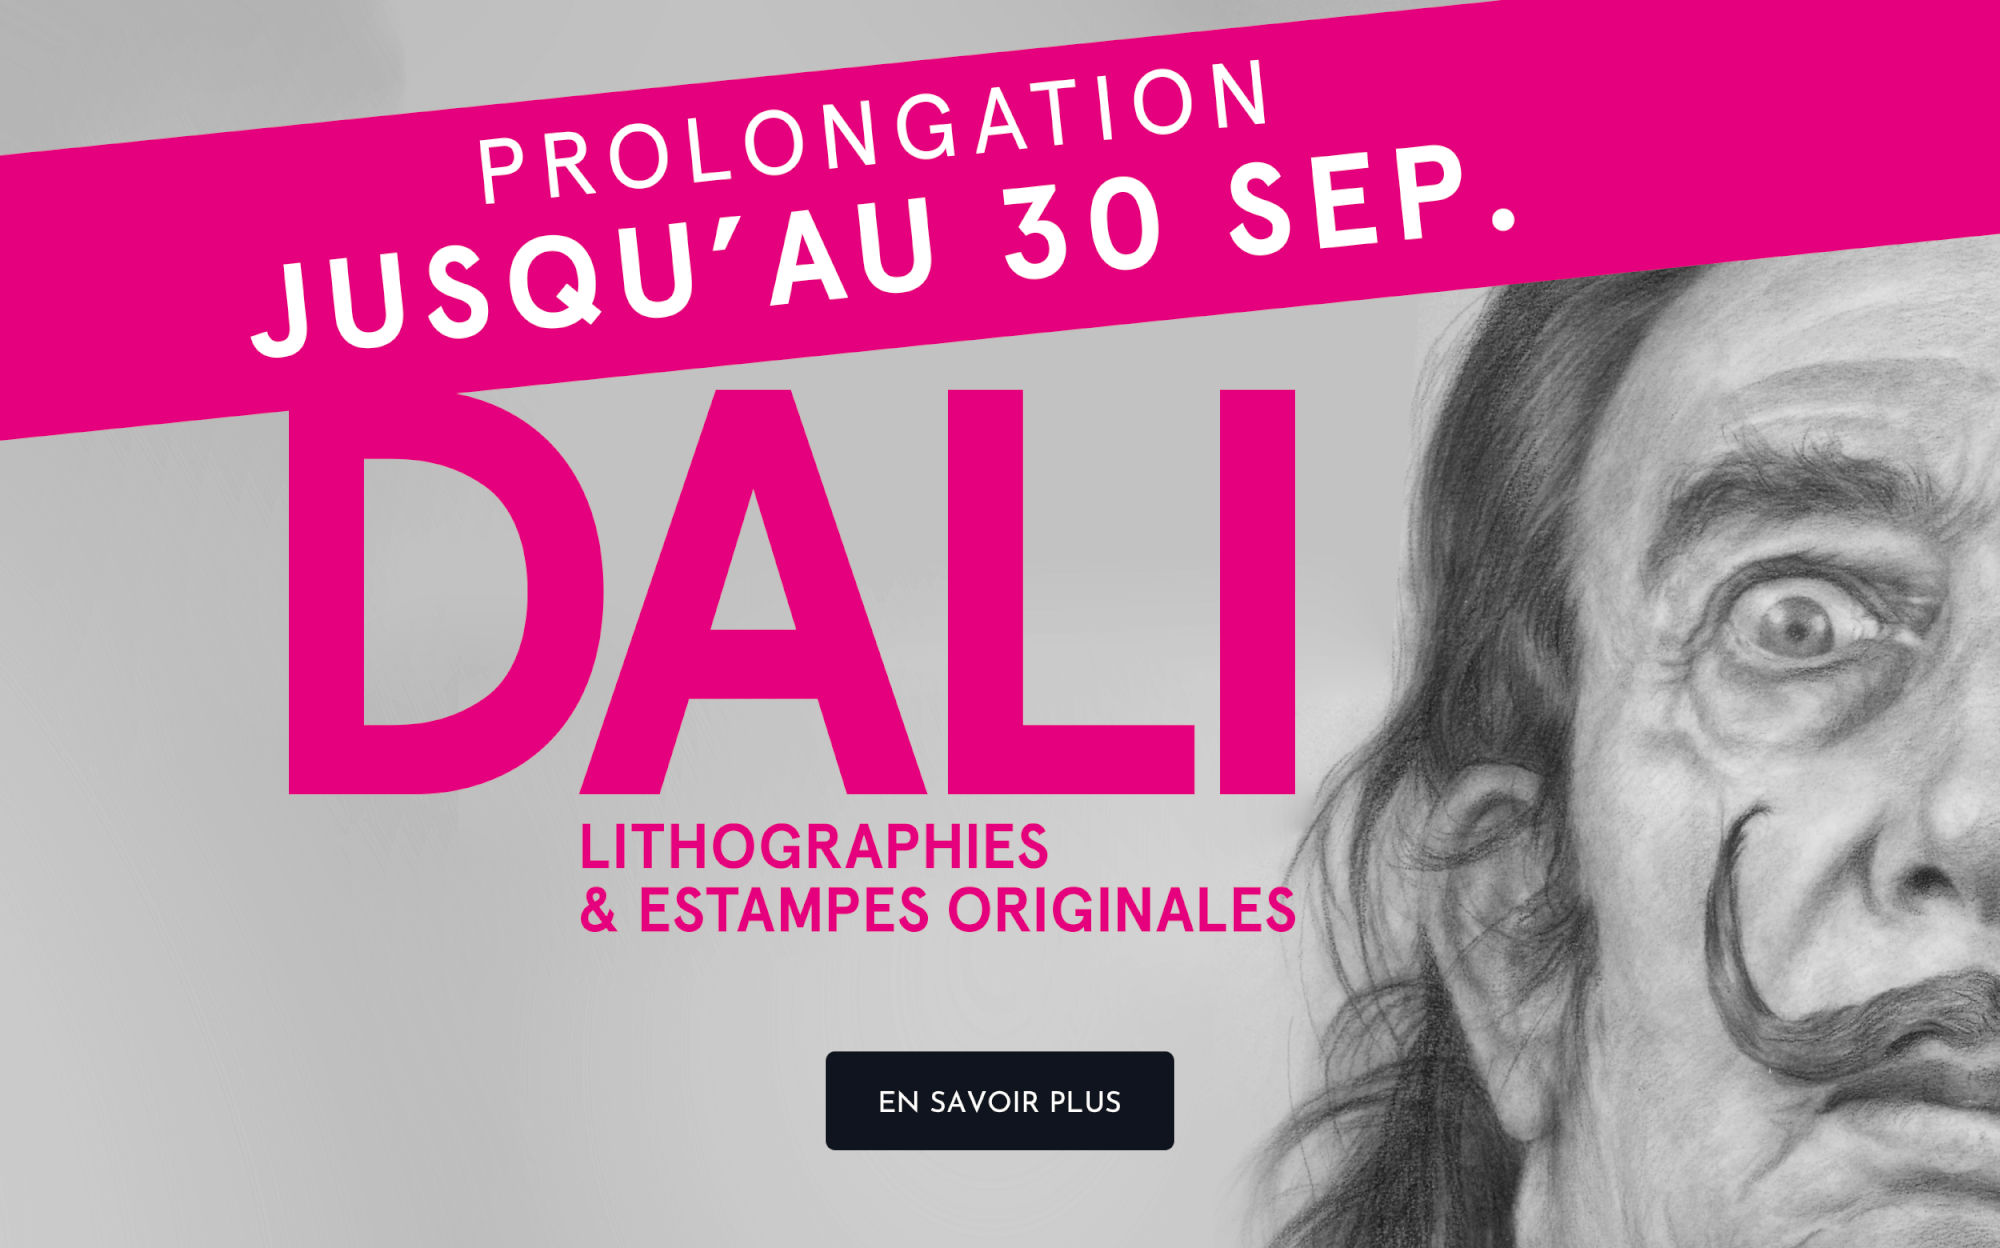 PROLONGATION
JUSQU'AU 30 SEP.
DALI
LITHOGRAPHIES
& ESTAMPES ORIGINALES
EN SAVOIR PLUS